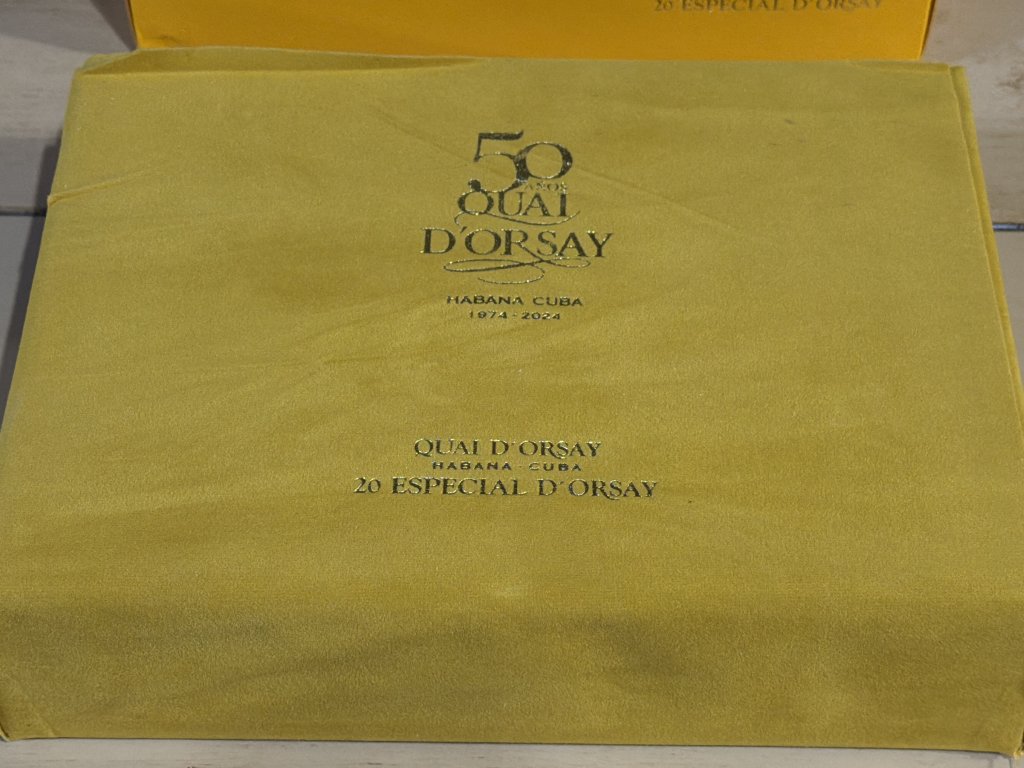 20 ESPECIAL D'ORSAY
50
AÑOS
QUAI
D'ORSAY
HABANA CUBA
1974-2024
QUAI D'ORSAY
HABANA-CUBA
20 ESPECIAL D'ORSAY